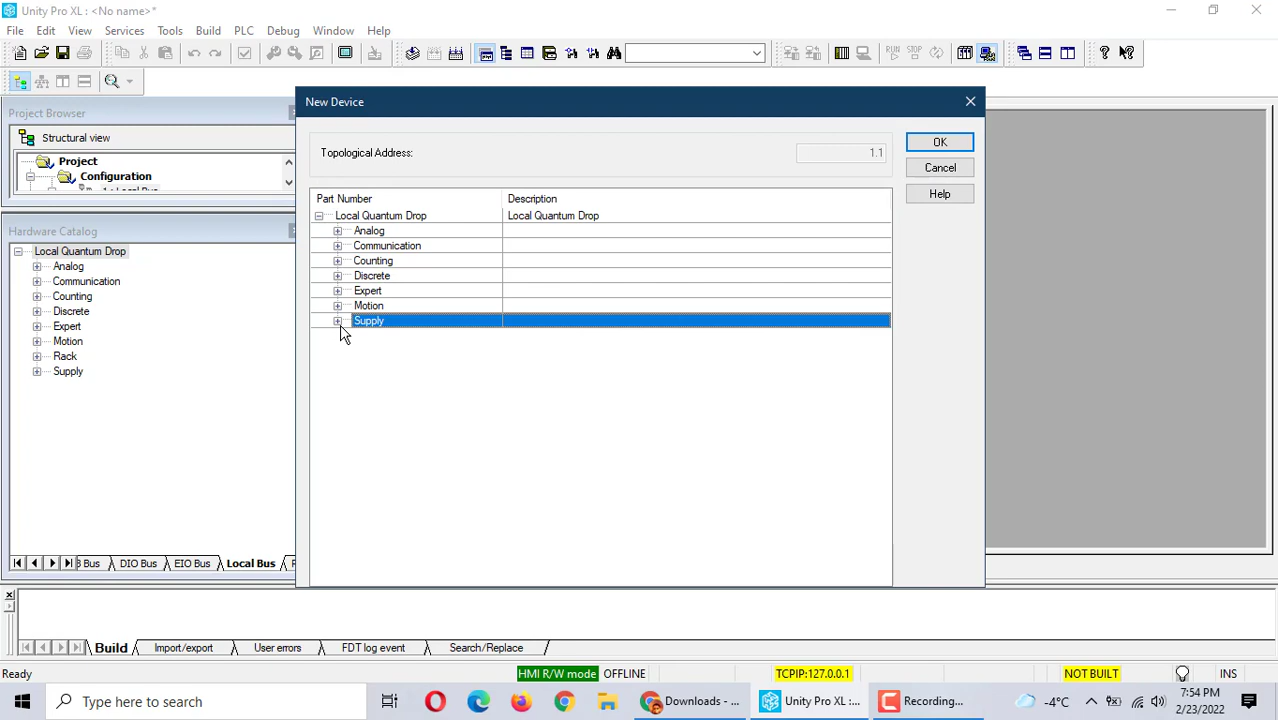 Unity Pro XL : <No name>*
File Edit View Services Tools Build PLC Debug Window Help
Project Browser
Structural view
Project
Configuration
Hardware Catalog
Local Quantum Drop
Analog
Communication
Counting
Discrete
Expert
Motion
Rack
Supply
DIO Bus EIO Bus Local Bus
New Device
Topological Address: 1.1
OK
Cancel
Help
Part Number Description
Local Quantum Drop Local Quantum Drop
Analog
Communication
Counting
Discrete
Expert
Motion
Supply
Build Import/export User errors FDT log event Search/Replace
Ready HMI R/W mode OFFLINE TCPIP:127.0.0.1 NOT BUILT INS
Type here to search Downloads - ... Unity Pro XL :... Recording... -4°C 7:54 PM
2/23/2022